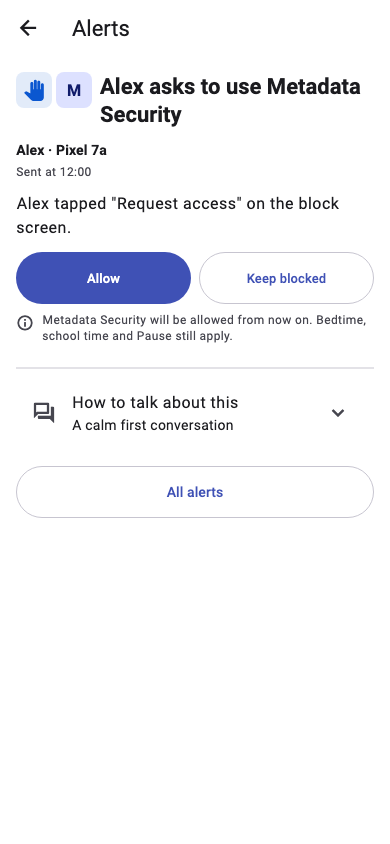 Alerts
M
Alex asks to use Metadata
Security
Alex · Pixel 7a
Sent at 12:00
Alex tapped "Request access" on the block
screen.
Allow
Keep blocked
Metadata Security will be allowed from now on. Bedtime,
school time and Pause still apply.
How to talk about this
A calm first conversation
All alerts